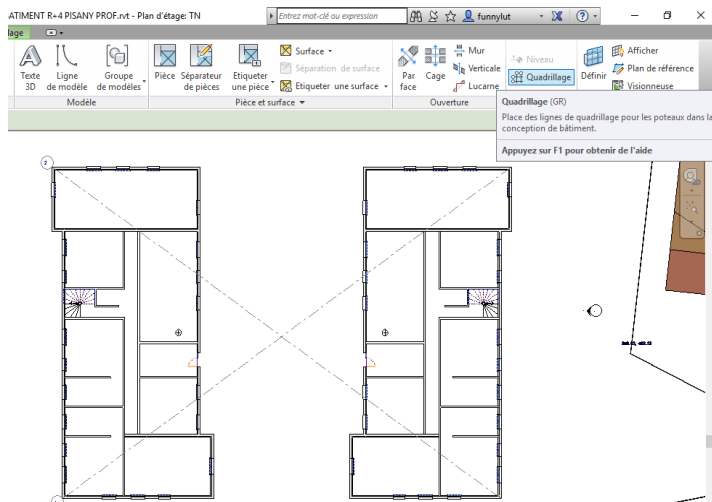 ATIMENT R+4 PISANY PROF.rvt - Plan d'étage: TN
Entrez mot-clé ou expression
funnylut
lage
Texte 3D
Ligne de modèle
Groupe de modèles
Modèle
Pièce
Séparateur de pièces
Etiqueter une pièce
Surface
Séparation de surface
Etiqueter une surface
Pièce et surface
Par face
Cage
Mur
Verticale
Lucarne
Ouverture
Niveau
Quadrillage
Définir
Afficher
Plan de référence
Visionneuse
Quadrillage (GR)
Place des lignes de quadrillage pour les poteaux dans la
conception de bâtiment.
Appuyez sur F1 pour obtenir de l'aide
2